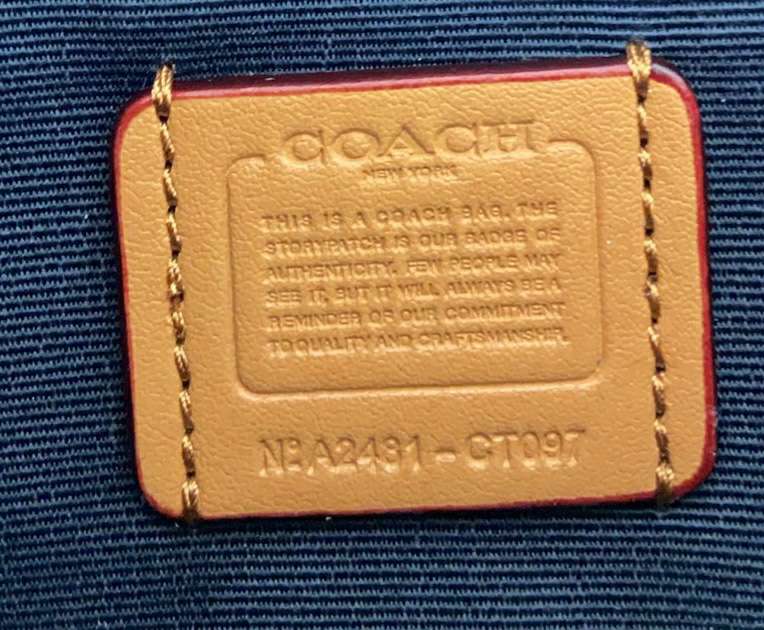 COACH
NEW YORK
THIS IS A COACH BAG. THE
STORYPATCH IS OUR BADGE OF
AUTHENTICITY. FEW PEOPLE MAY
SEE IT, BUT IT WILL ALWAYS BE A
REMINDER OF OUR COMMITMENT
TO QUALITY AND CRAFTSMANSHIP.
Nº A2481 - CT097